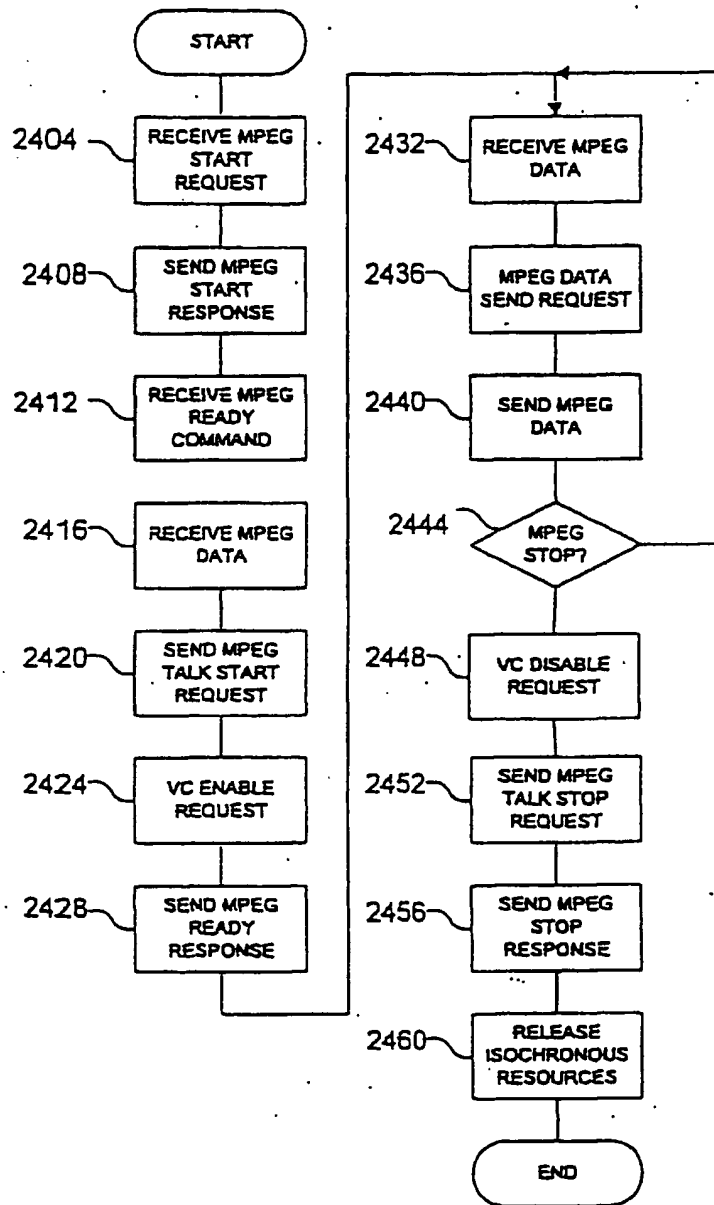 START
2404
RECEIVE MPEG
START
REQUEST
2408
SEND MPEG
START
RESPONSE
2412
RECEIVE MPEG
READY
COMMAND
2416
RECEIVE MPEG
DATA
2420
SEND MPEG
TALK START
REQUEST
2424
VC ENABLE
REQUEST
2428
SEND MPEG
READY
RESPONSE
2432
RECEIVE MPEG
DATA
2436
MPEG DATA
SEND REQUEST
2440
SEND MPEG
DATA
2444
MPEG
STOP?
2448
VC DISABLE
REQUEST
2452
SEND MPEG
TALK STOP
REQUEST
2456
SEND MPEG
STOP
RESPONSE
2460
RELEASE
ISOCHRONOUS
RESOURCES
END